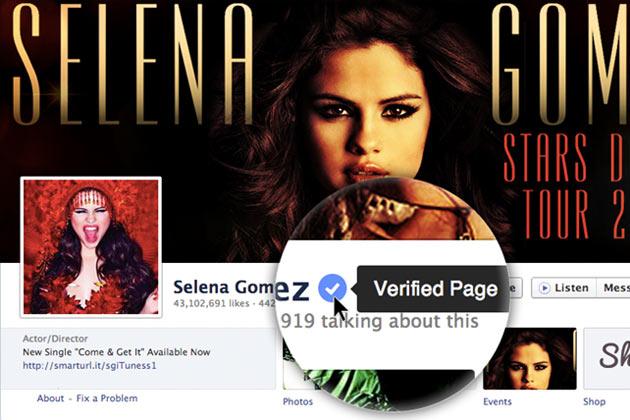 SELENA GOM
STARS D
TOUR 2
Selena Gomez
Verified Page
Listen
Mess
43,102,691 likes · 442
919 talking about this
Actor/Director
New Single "Come & Get It" Available Now
http://smarturl.it/sgiTuness1
About - Fix a Problem
Photos
Events
Shop
Sh